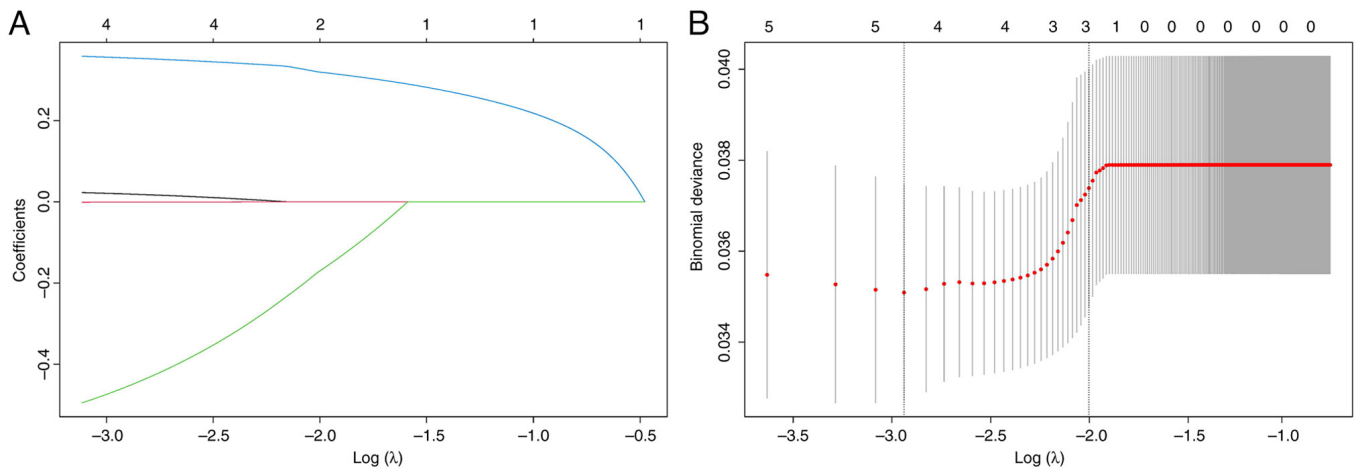 A
4 4 2 1 1 1
Coefficients
0.2
0.0
−0.2
−0.4
−3.0 −2.5 −2.0 −1.5 −1.0 −0.5
Log (λ)
B
5 5 4 4 3 3 1 0 0 0 0 0 0 0
Binomial deviance
0.040
0.038
0.036
0.034
−3.5 −3.0 −2.5 −2.0 −1.5 −1.0
Log (λ)